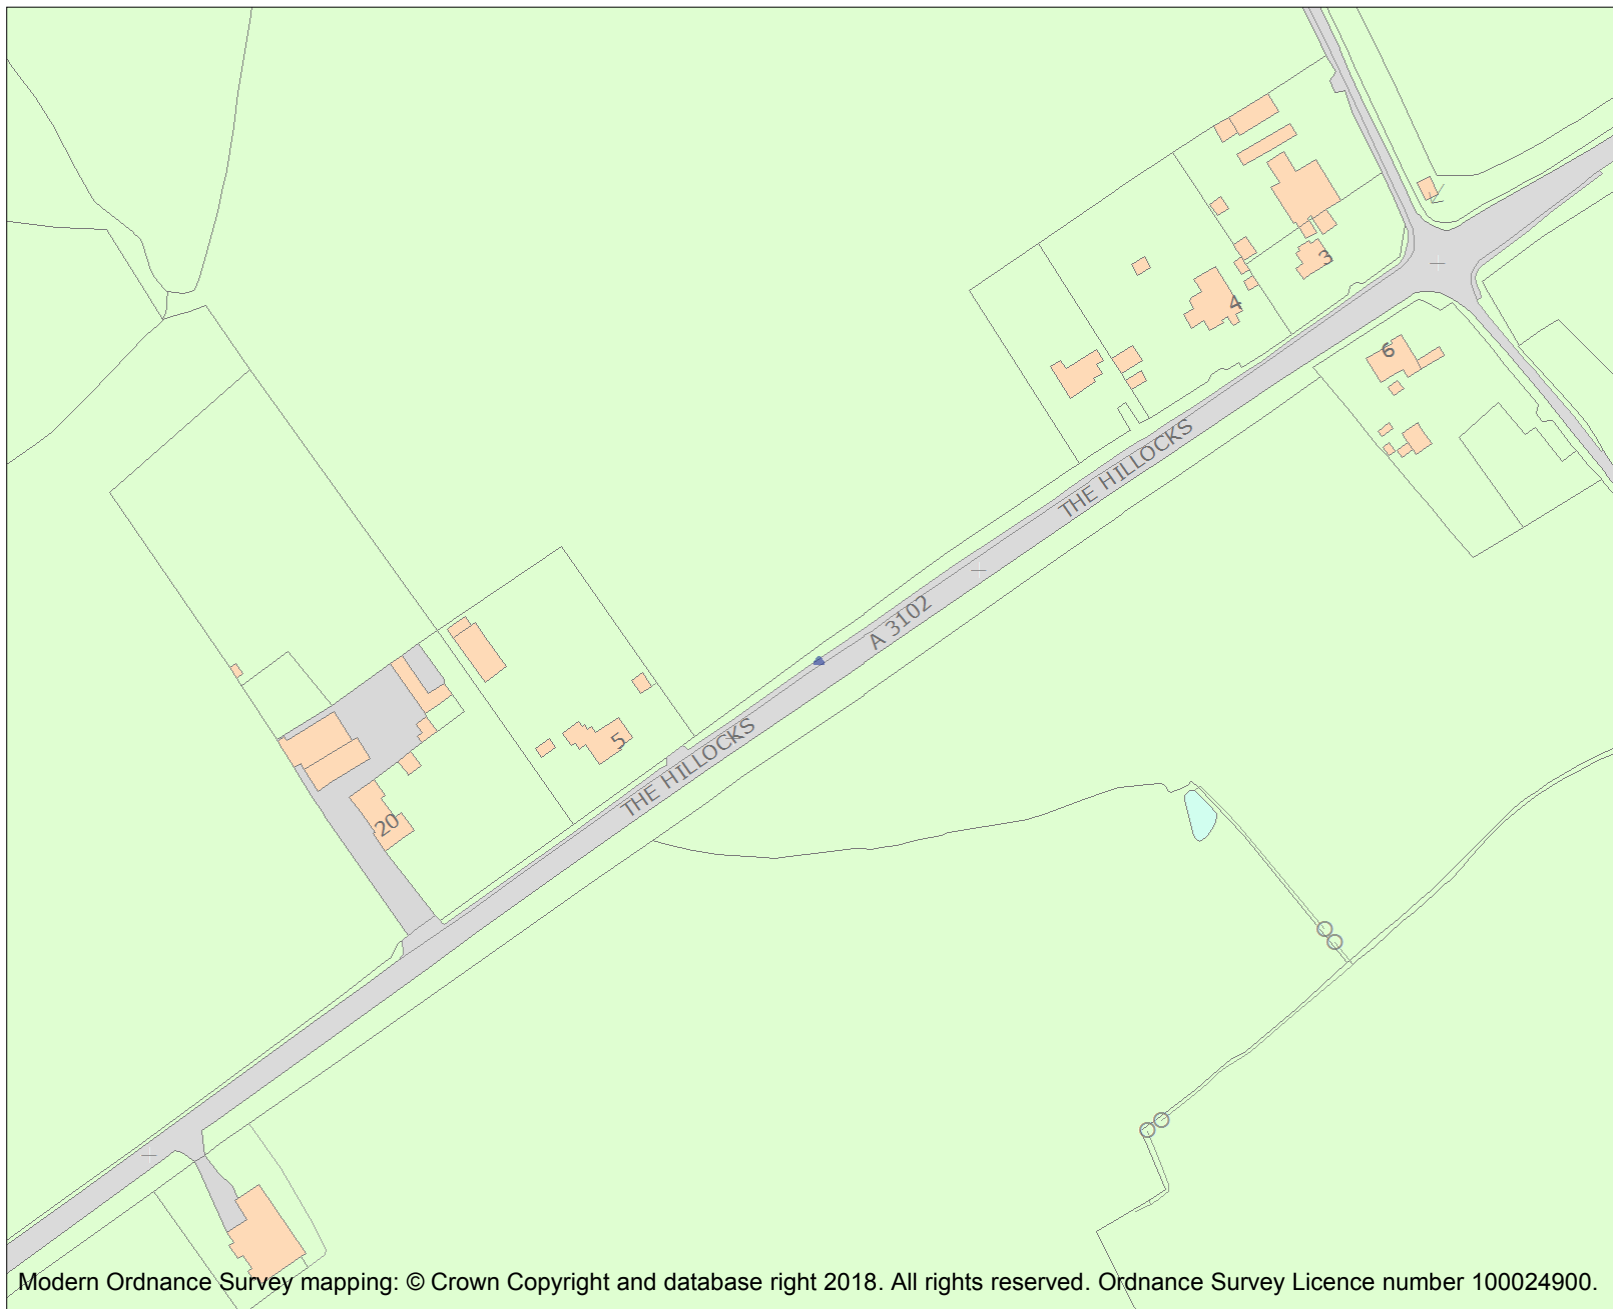 3
4
6
THE HILLOCKS
A 3102
5
THE HILLOCKS
20
Modern Ordnance Survey mapping: © Crown Copyright and database right 2018. All rights reserved. Ordnance Survey Licence number 100024900.